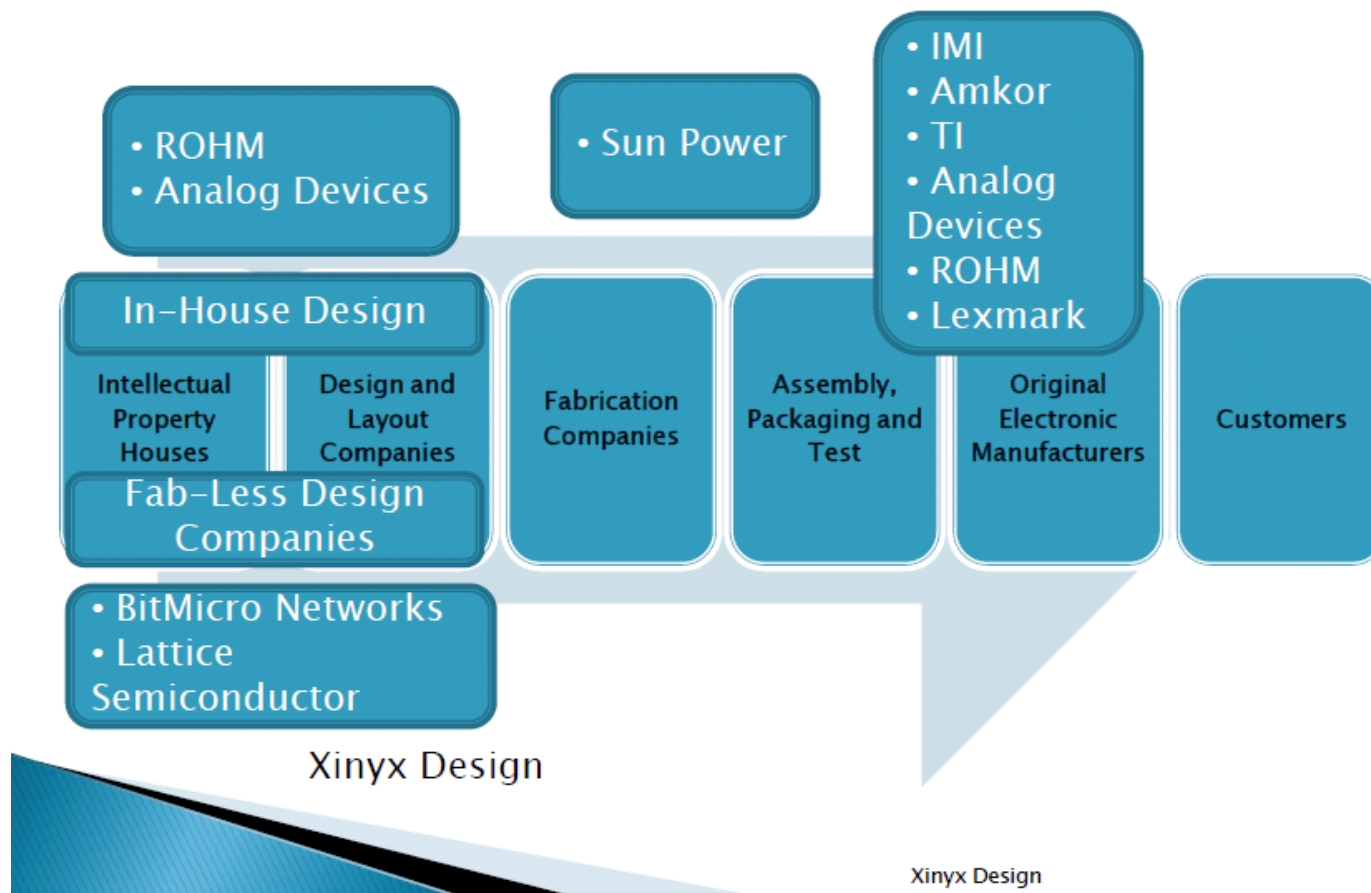 • ROHM
• Analog Devices
• Sun Power
• IMI
• Amkor
• TI
• Analog
Devices
• ROHM
• Lexmark
In-House Design
Intellectual
Property
Houses
Design and
Layout
Companies
Fabrication
Companies
Assembly,
Packaging and
Test
Original
Electronic
Manufacturers
Customers
Fab-Less Design
Companies
• BitMicro Networks
• Lattice
Semiconductor
Xinyx Design
Xinyx Design